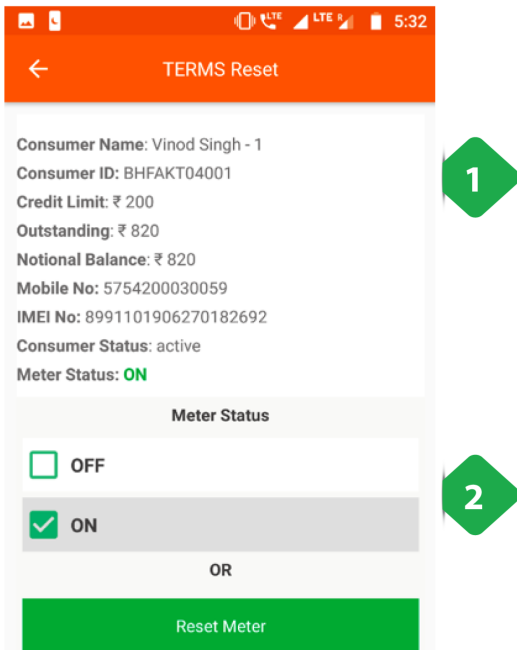 LTE LTE R 5:32
TERMS Reset
Consumer Name: Vinod Singh - 1
Consumer ID: BHFAKT04001
Credit Limit: ₹ 200
Outstanding: ₹ 820
Notional Balance: ₹ 820
Mobile No: 5754200030059
IMEI No: 8991101906270182692
Consumer Status: active
Meter Status: ON
1
Meter Status
OFF
ON
2
OR
Reset Meter